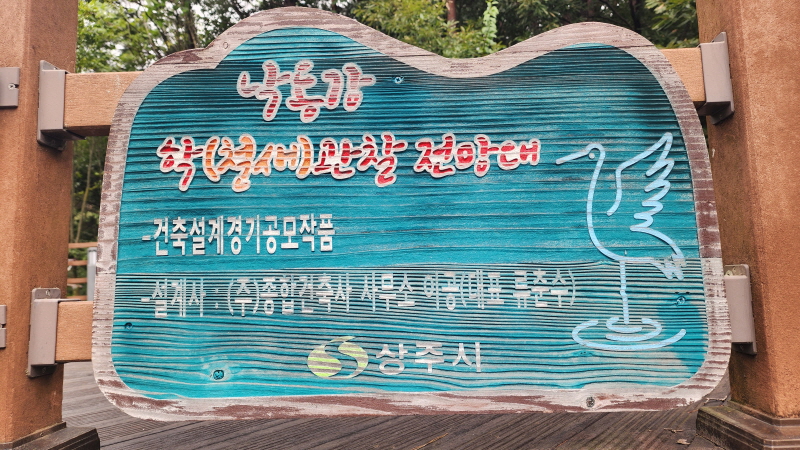 낙동강
학(철새)관찰 전망대
-건축설계경기공모작품
-설계사 : (주)종합건축사 사무소 이공(대표 류춘수)
상주시